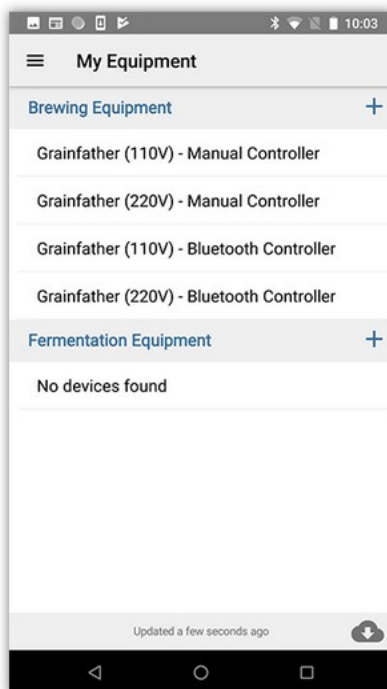 10:03
My Equipment
Brewing Equipment
Grainfather (110V) - Manual Controller
Grainfather (220V) - Manual Controller
Grainfather (110V) - Bluetooth Controller
Grainfather (220V) - Bluetooth Controller
Fermentation Equipment
No devices found
Updated a few seconds ago